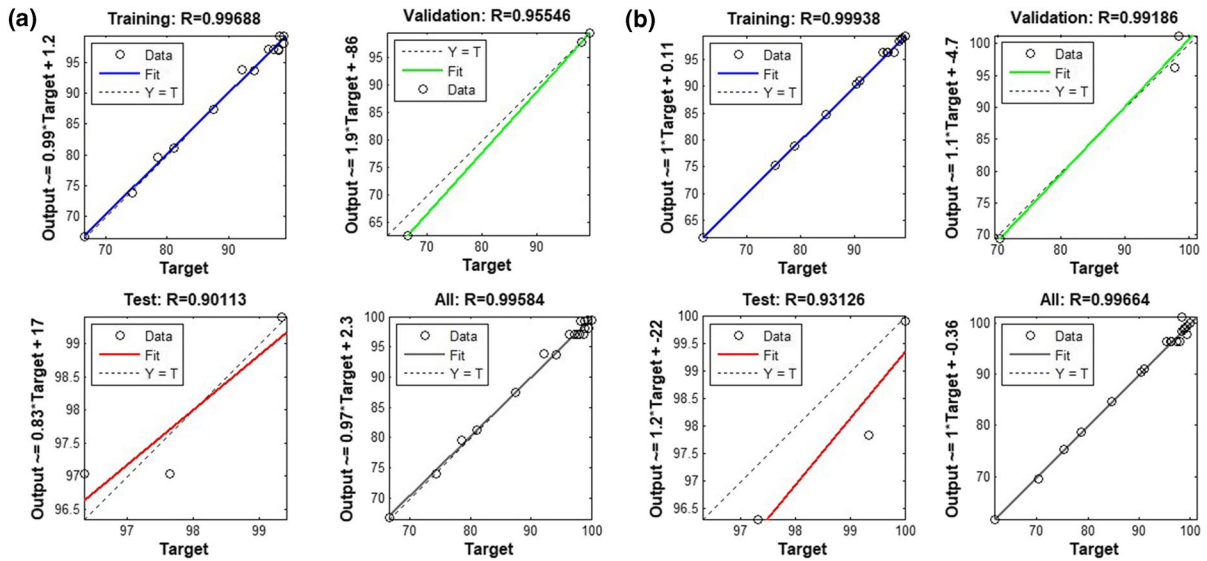 (a)
Training: R=0.99688
Output ~= 0.99*Target + 1.2
Data
Fit
Y = T
95
90
85
80
75
70
70
80
90
Target
Validation: R=0.95546
Output ~= 1.9*Target + -86
Y = T
Fit
Data
95
90
85
80
75
70
65
70
80
90
Target
Test: R=0.90113
Output ~= 0.83*Target + 17
Data
Fit
Y = T
99
98.5
98
97.5
97
96.5
97
98
99
Target
All: R=0.99584
Output ~= 0.97*Target + 2.3
Data
Fit
Y = T
100
95
90
85
80
75
70
70
80
90
100
Target
(b)
Training: R=0.99938
Output ~= 1*Target + 0.11
Data
Fit
Y = T
95
90
85
80
75
70
65
70
80
90
Target
Validation: R=0.99186
Output ~= 1.1*Target + -4.7
Data
Fit
Y = T
100
95
90
85
80
75
70
70
80
90
100
Target
Test: R=0.93126
Output ~= 1.2*Target + -22
Data
Fit
Y = T
100
99.5
99
98.5
98
97.5
97
96.5
97
98
99
100
Target
All: R=0.99664
Output ~= 1*Target + -0.36
Data
Fit
Y = T
100
90
80
70
70
80
90
100
Target